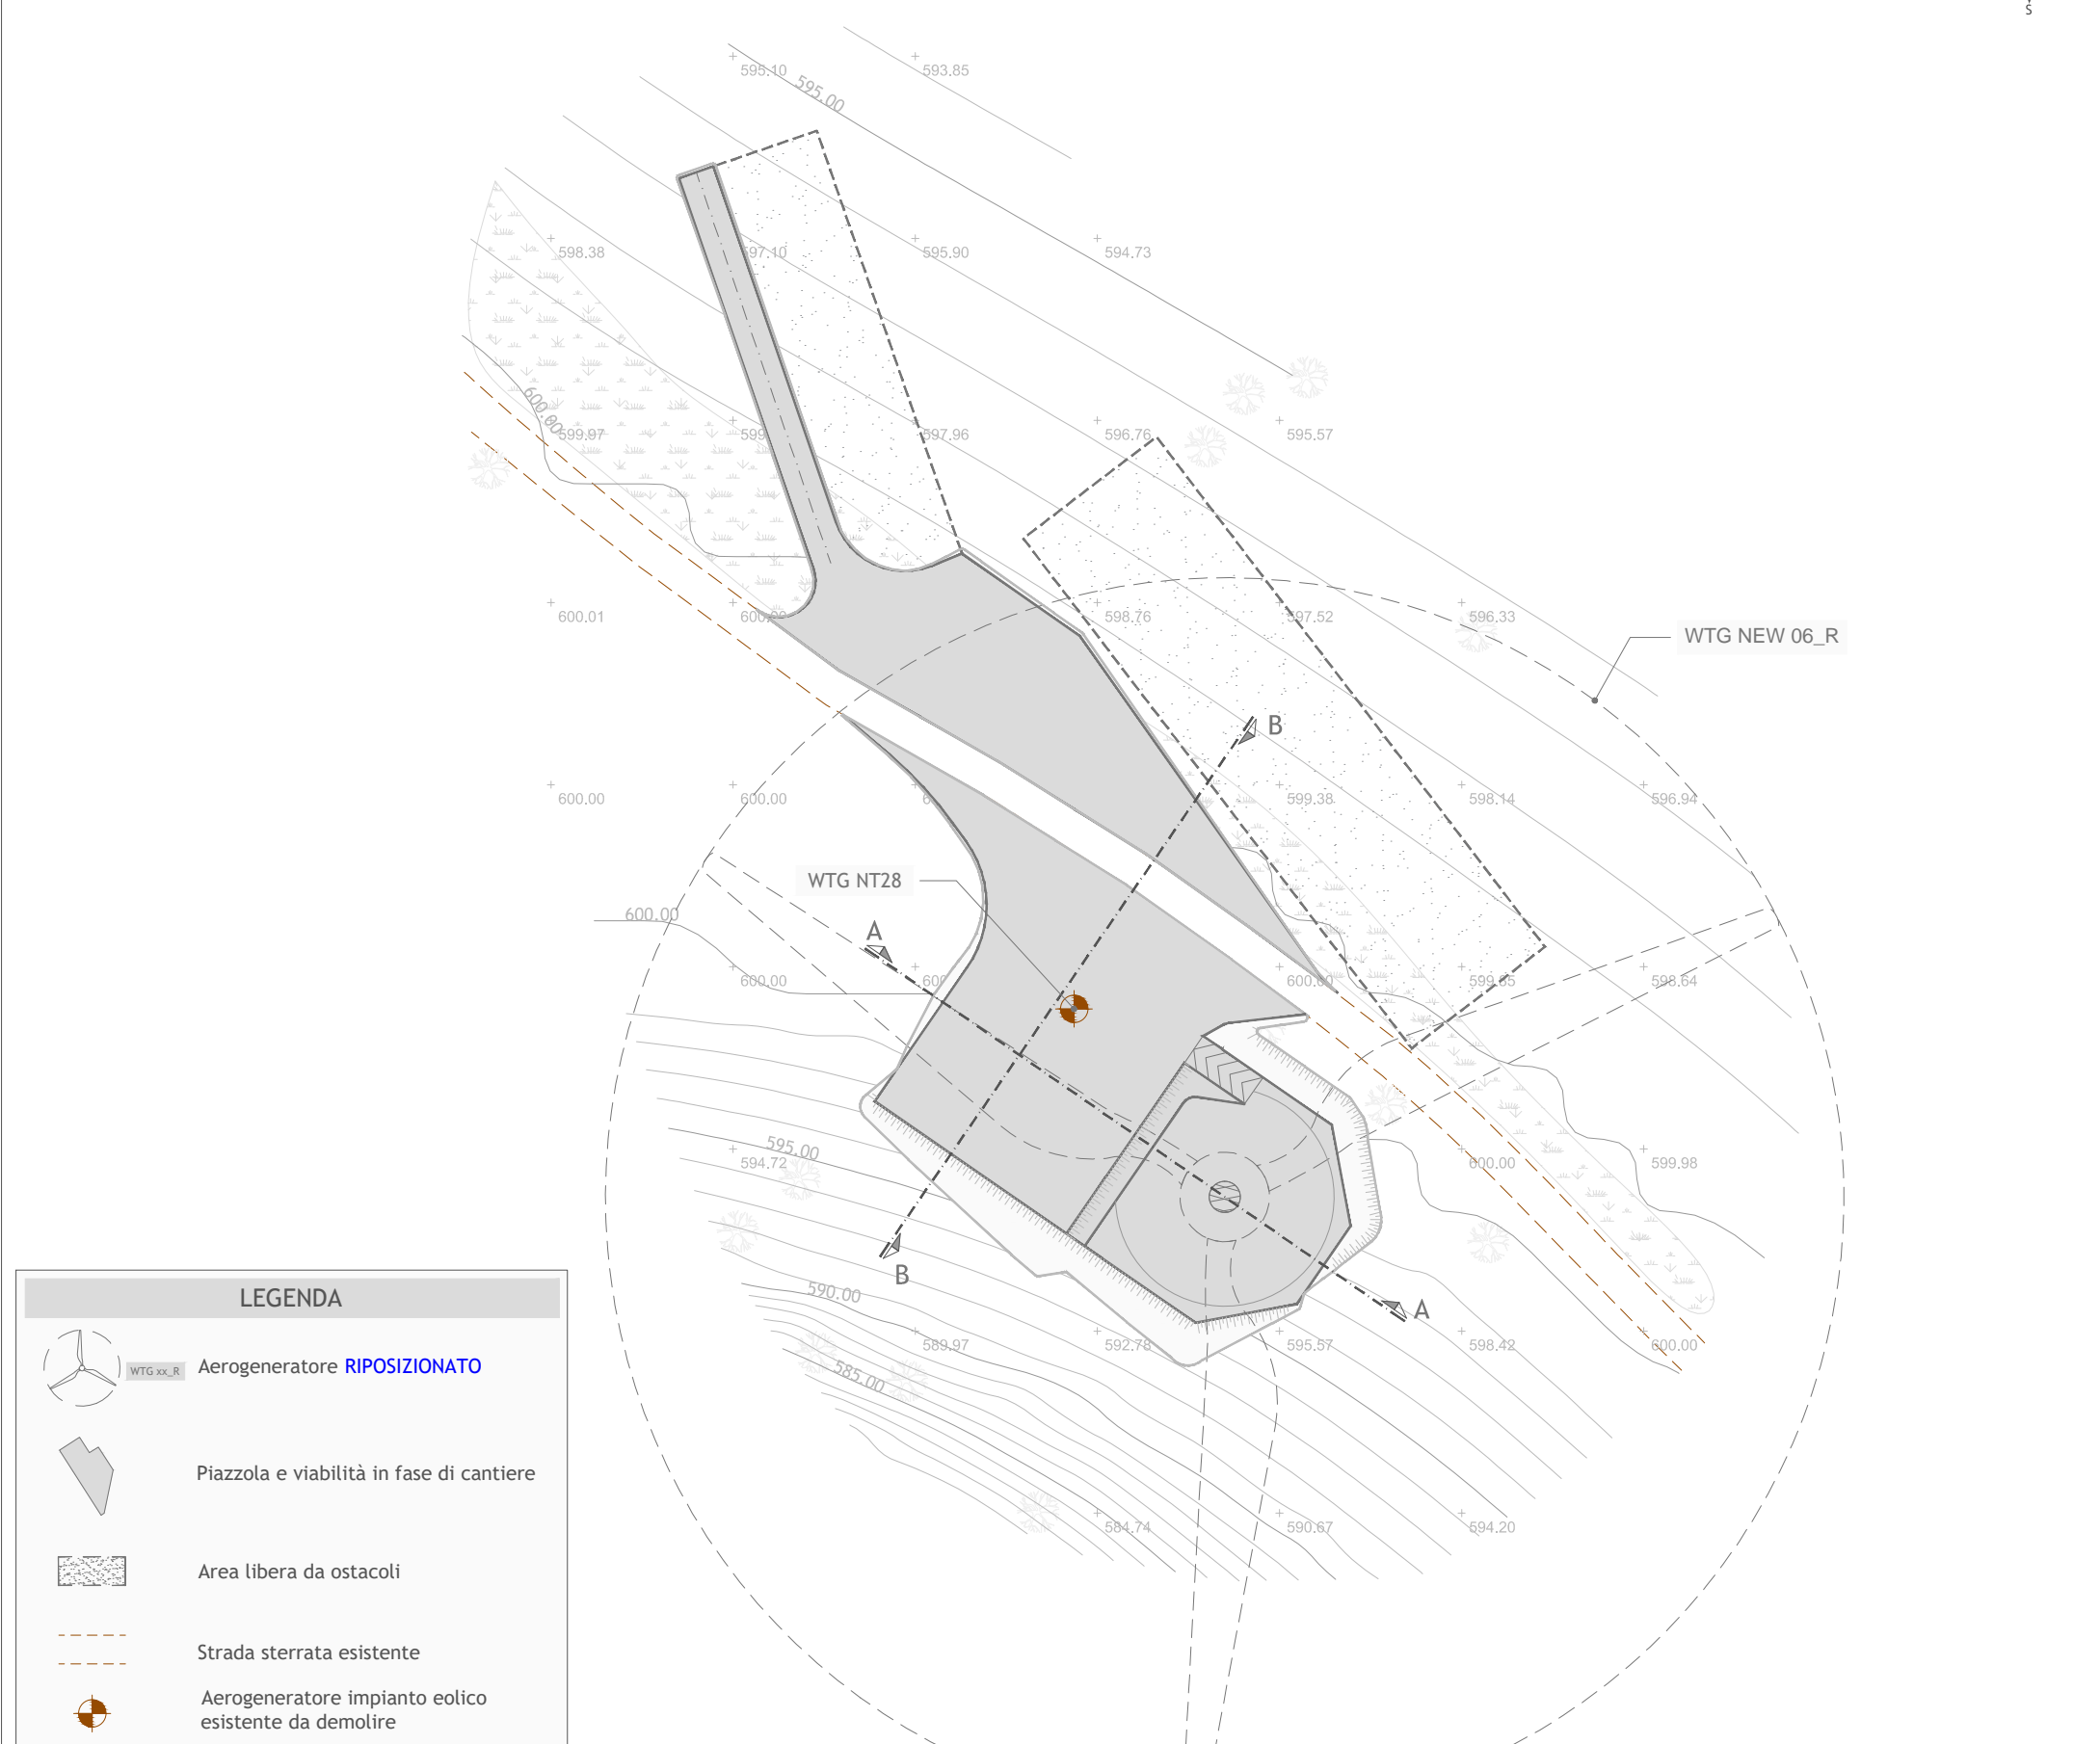 S
595.10
593.85
595.00
598.38
597.10
595.90
594.73
600.00
599.97
597.96
596.76
595.57
600.01
598.76
597.52
596.33
WTG NEW 06_R
B
600.00
600.00
599.38
598.14
596.94
WTG NT28
600.00
A
600.00
600.00
599.85
598.64
595.00
594.72
600.00
599.98
B
590.00
A
589.97
592.78
595.57
598.42
600.00
585.00
584.74
590.67
594.20
LEGENDA
WTG xx_R
Aerogeneratore RIPOSIZIONATO
Piazzola e viabilità in fase di cantiere
Area libera da ostacoli
Strada sterrata esistente
Aerogeneratore impianto eolico
esistente da demolire